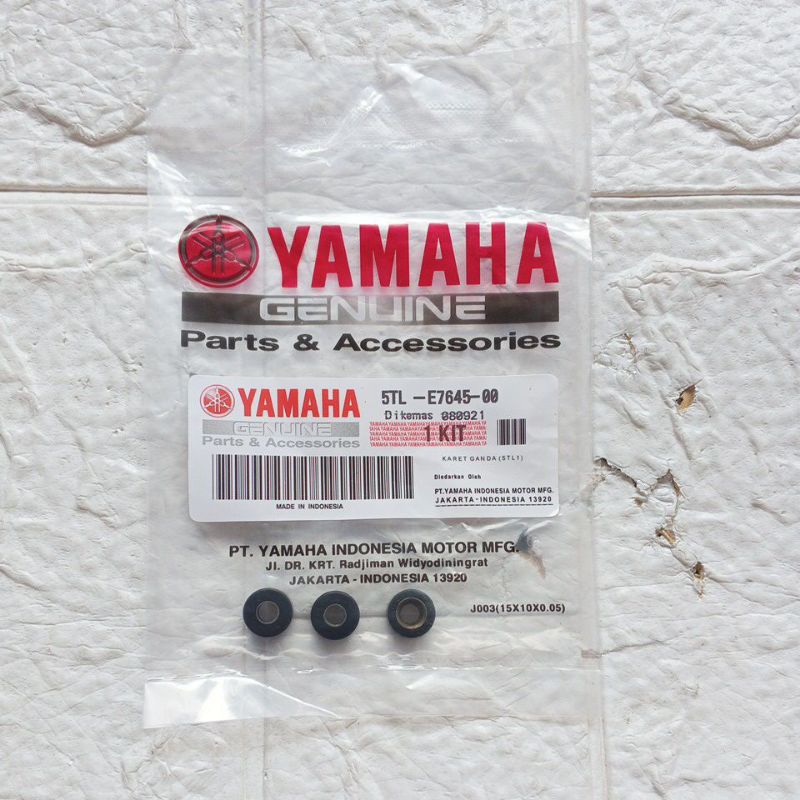 YAMAHA
GENUINE
Parts & Accessories
YAMAHA
GENUINE
Parts & Accessories
MADE IN INDONESIA
5TL -E7645-00
Dikemas 080921
1 KIT
KARET GANDA (5TL1)
Diedarkan Oleh
PT.YAMAHA INDONESIA MOTOR MFG.
JAKARTA - INDONESIA 13920
PT. YAMAHA INDONESIA MOTOR MFG.
Jl. DR. KRT. Radjiman Widyodiningrat
JAKARTA - INDONESIA 13920
J003(15X10X0.05)